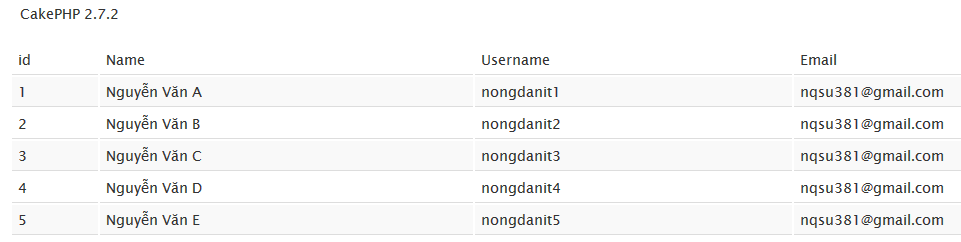 CakePHP 2.7.2
id Name Username Email
1 Nguyễn Văn A nongdanit1 nqsu381@gmail.com
2 Nguyễn Văn B nongdanit2 nqsu381@gmail.com
3 Nguyễn Văn C nongdanit3 nqsu381@gmail.com
4 Nguyễn Văn D nongdanit4 nqsu381@gmail.com
5 Nguyễn Văn E nongdanit5 nqsu381@gmail.com